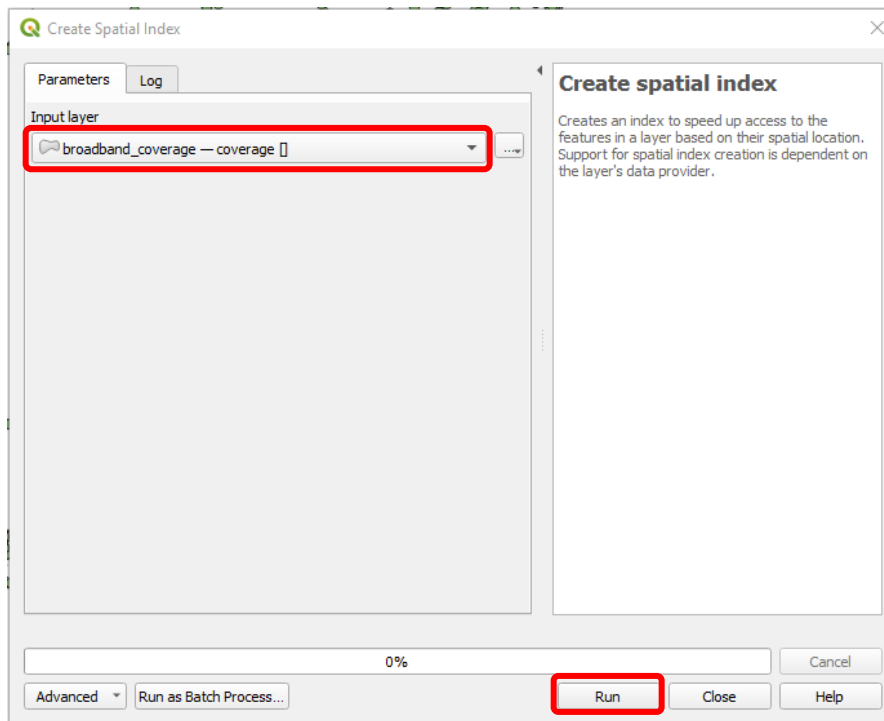 Create Spatial Index
Parameters
Log
Input layer
broadband_coverage — coverage []
...
Create spatial index
Creates an index to speed up access to the
features in a layer based on their spatial location.
Support for spatial index creation is dependent on
the layer's data provider.
0%
Cancel
Advanced
Run as Batch Process...
Run
Close
Help